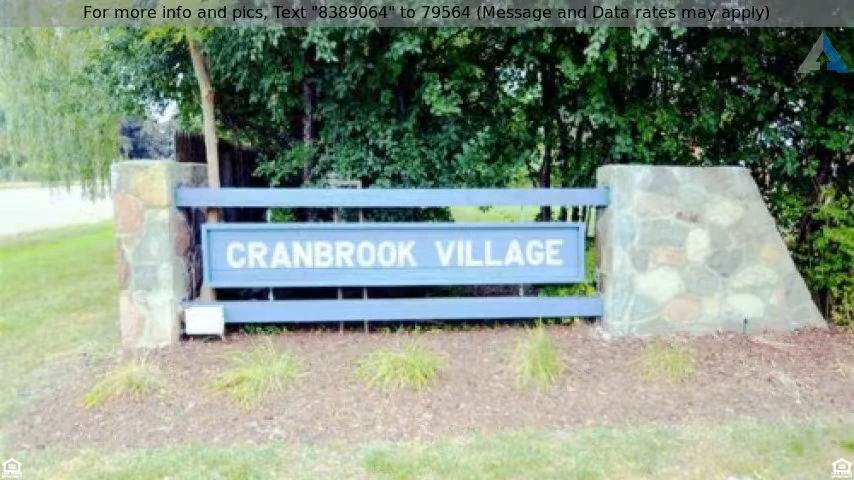 For more info and pics, Text "8389064" to 79564 (Message and Data rates may apply)
CRANBROOK VILLAGE